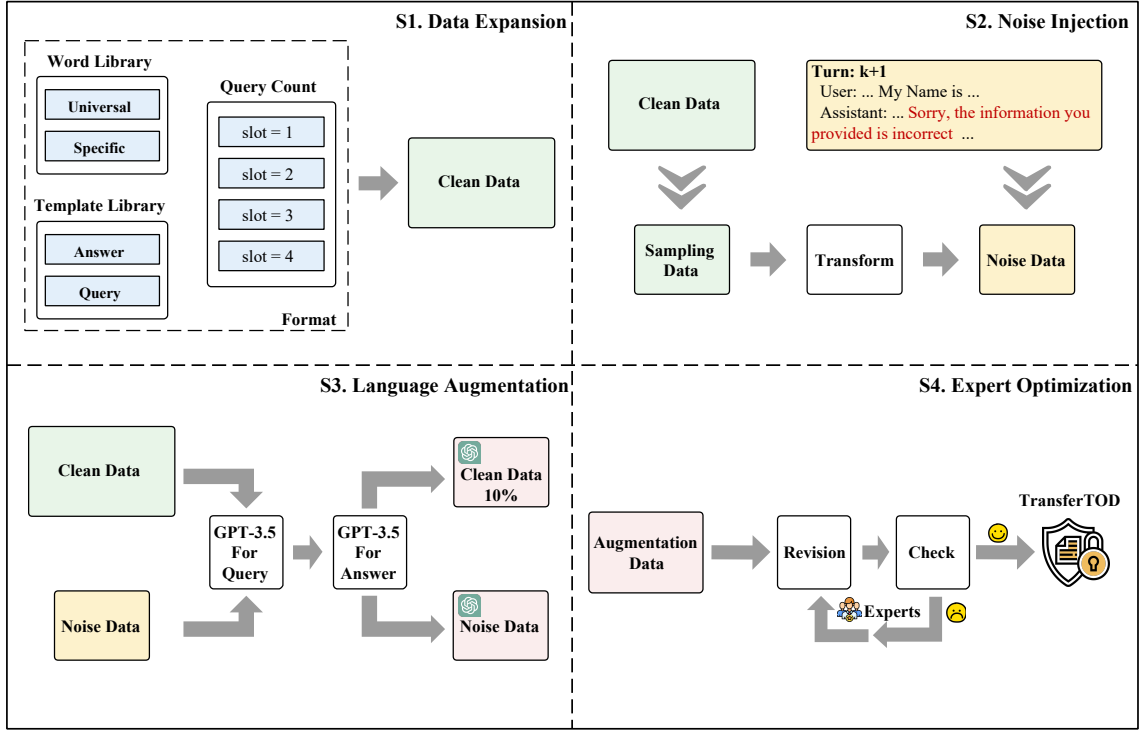 S1. Data Expansion
Word Library
Universal
Specific
Template Library
Answer
Query
Query Count
slot = 1
slot = 2
slot = 3
slot = 4
Format
Clean Data
S2. Noise Injection
Clean Data
Turn: k+1
User: ... My Name is ...
Assistant: ... Sorry, the information you
provided is incorrect ...
Sampling
Data
Transform
Noise Data
S3. Language Augmentation
Clean Data
Noise Data
GPT-3.5
For
Query
GPT-3.5
For
Answer
Clean Data
10%
Noise Data
S4. Expert Optimization
Augmentation
Data
Revision
Check
Experts
TransferTOD